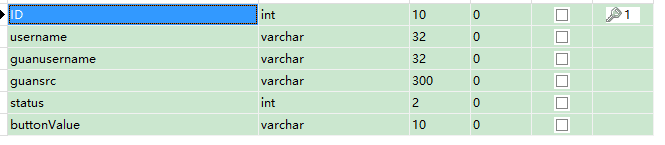 ID int 10 0 1
username varchar 32 0
guanusername varchar 32 0
guansrc varchar 300 0
status int 2 0
buttonValue varchar 10 0